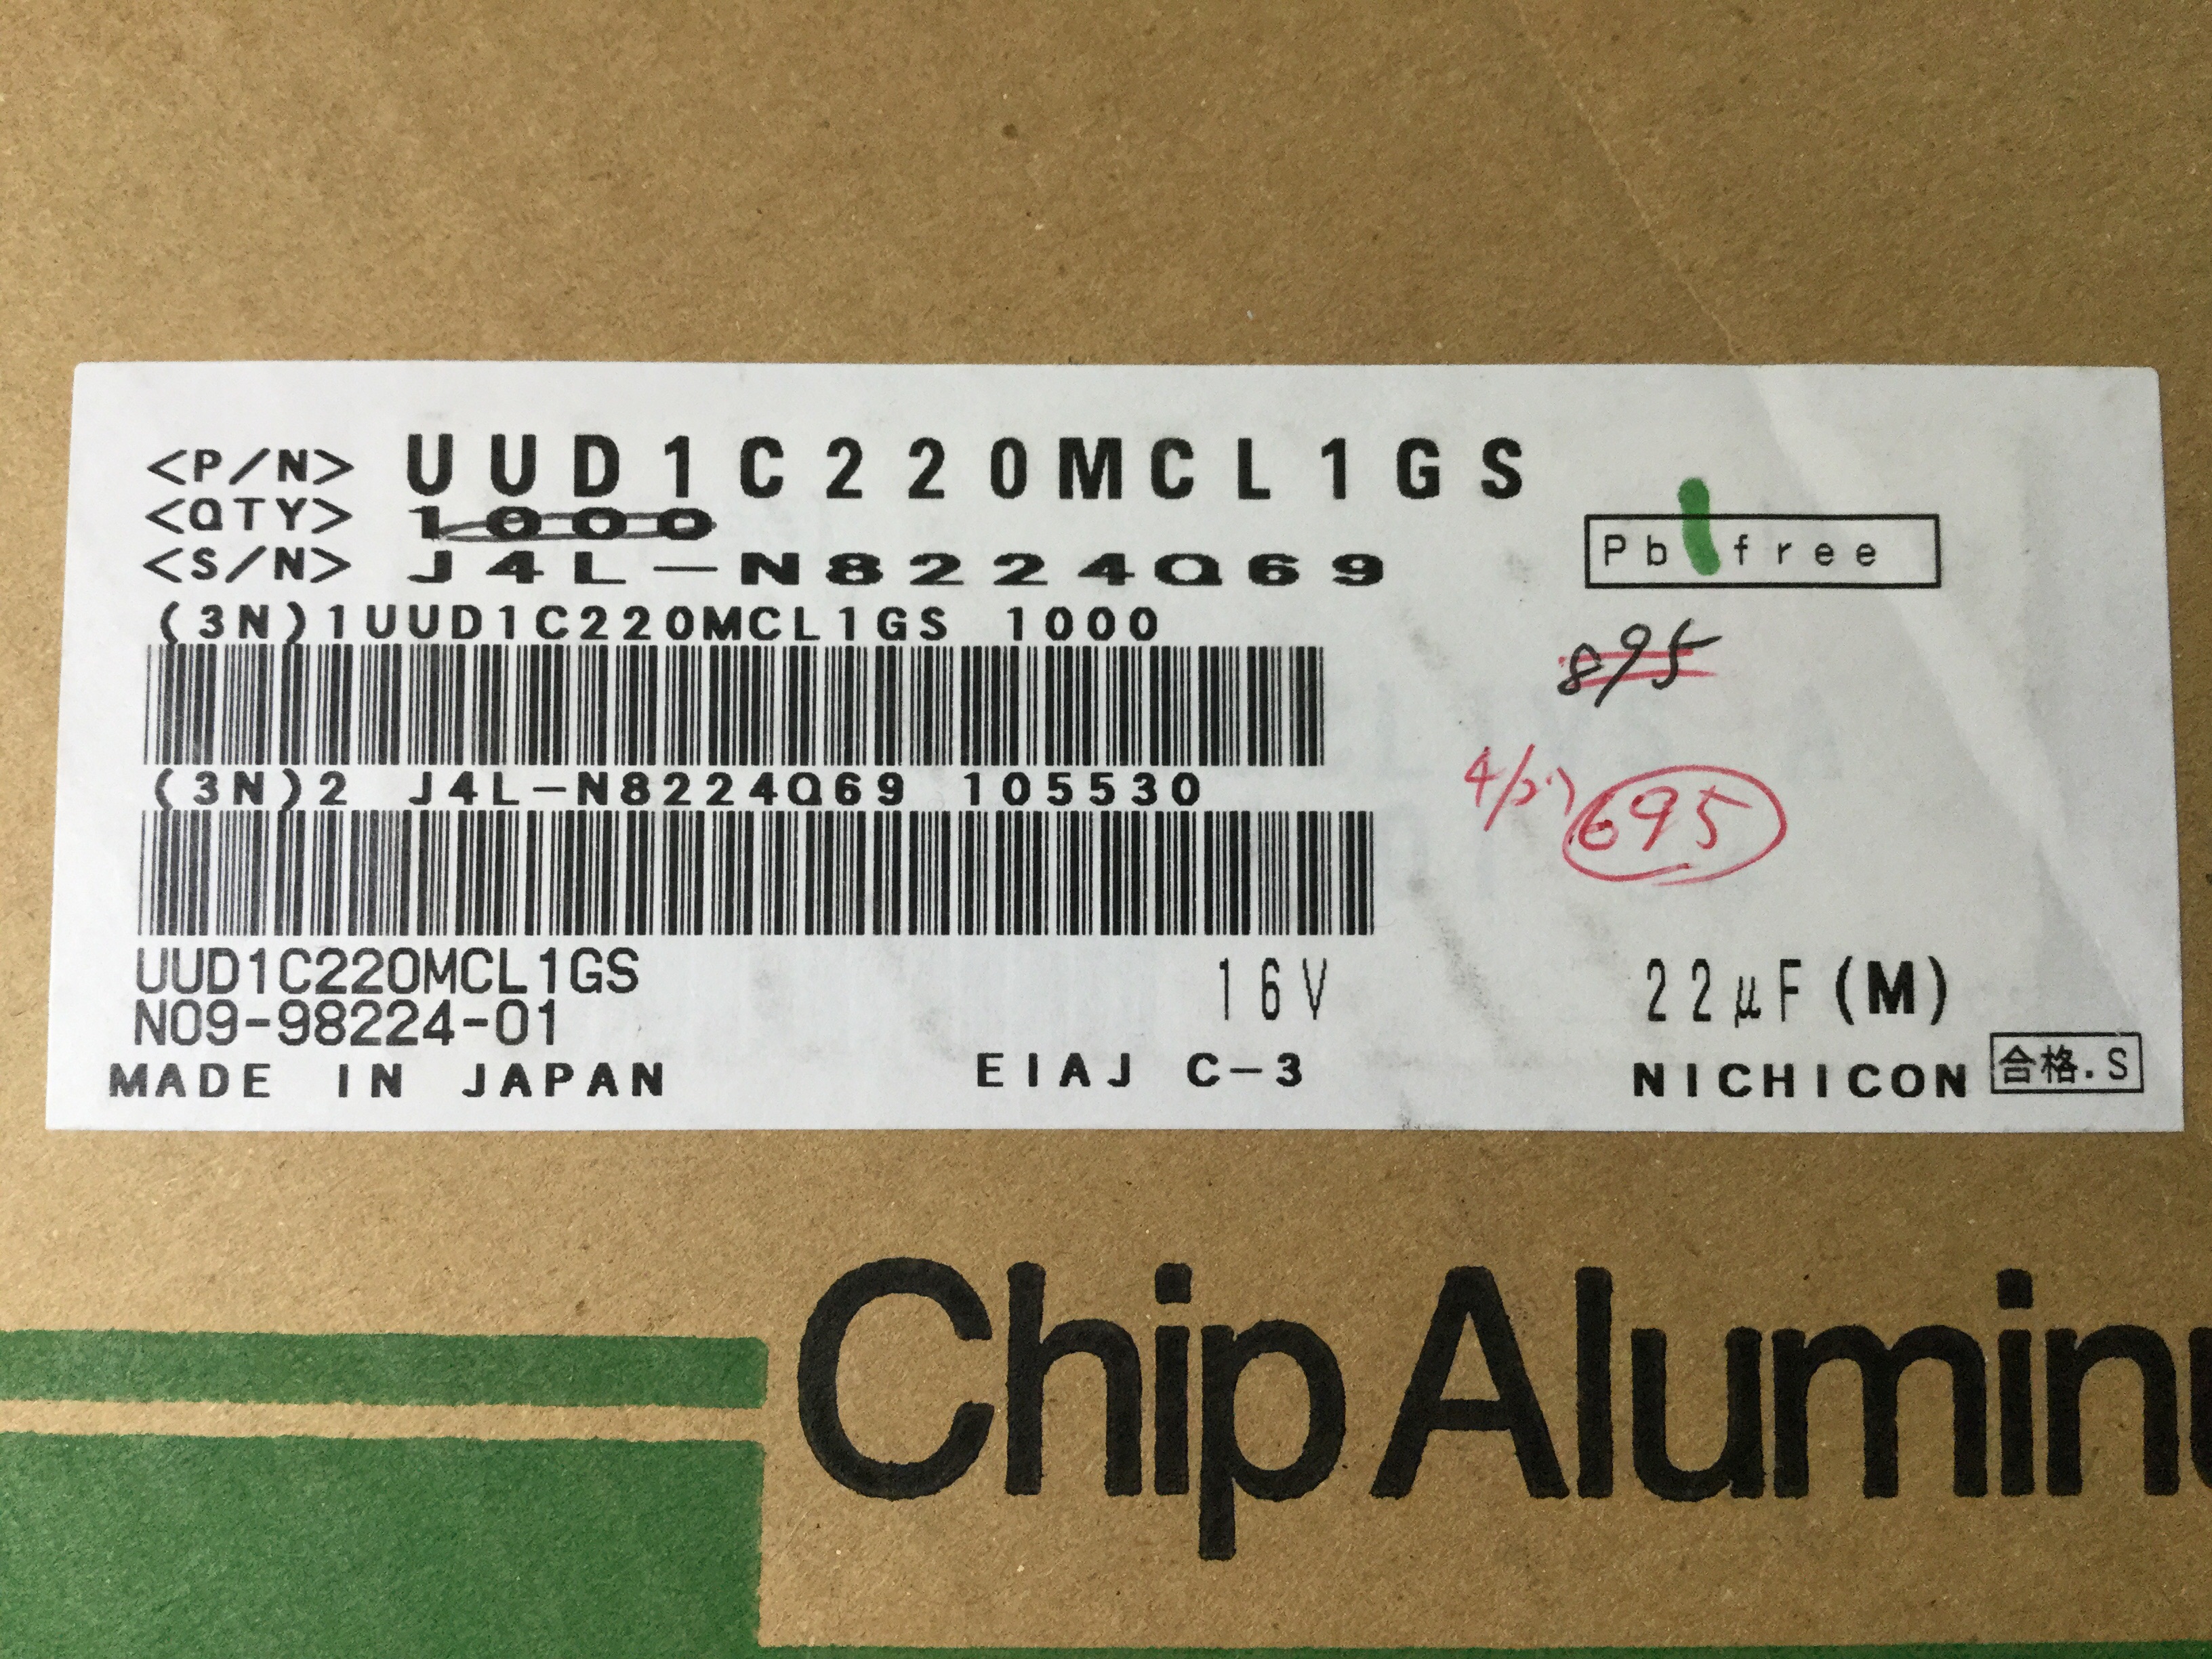 <P/N> UUD1C220MCL1GS
<QTY> 1000
<S/N> J4L-N8224Q69
Pb free
(3N)1UUD1C220MCL1GS 1000
895
(3N)2 J4L-N8224Q69 105530
695
UUD1C220MCL1GS 16V 22μF(M)
N09-98224-01
MADE IN JAPAN EIAJ C-3 NICHICON 合格.S
Chip Alumin